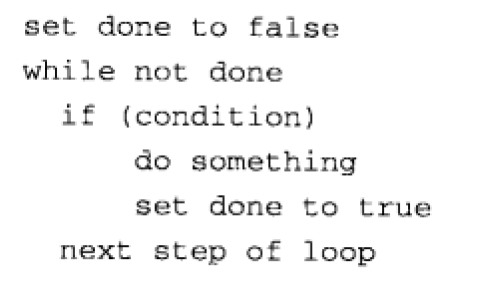 set done to false
while not done
if (condition)
do something
set done to true
next step of loop